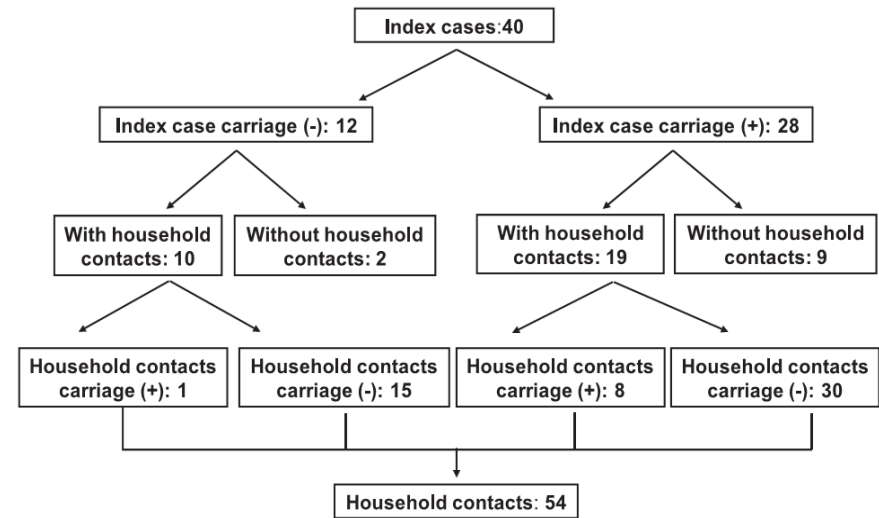 Index cases:40
Index case carriage (-): 12
Index case carriage (+): 28
With household
contacts: 10
Without household
contacts: 2
With household
contacts: 19
Without household
contacts: 9
Household contacts
carriage (+): 1
Household contacts
carriage (-): 15
Household contacts
carriage (+): 8
Household contacts
carriage (-): 30
Household contacts: 54